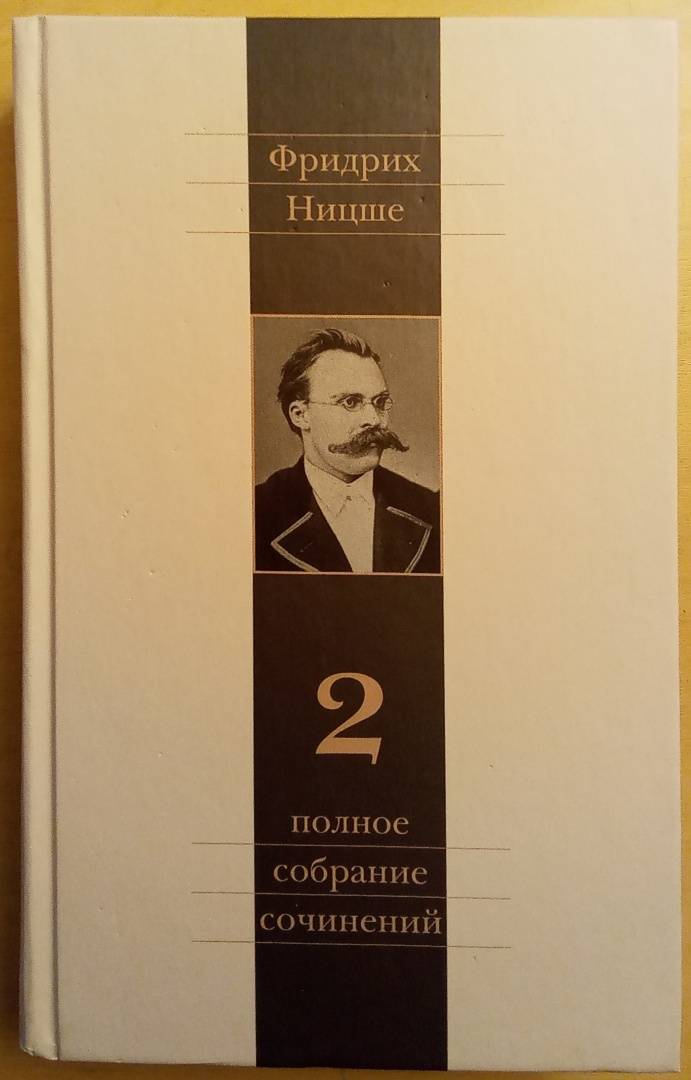 Фридрих
Ницше
2
полное
собрание
сочинений